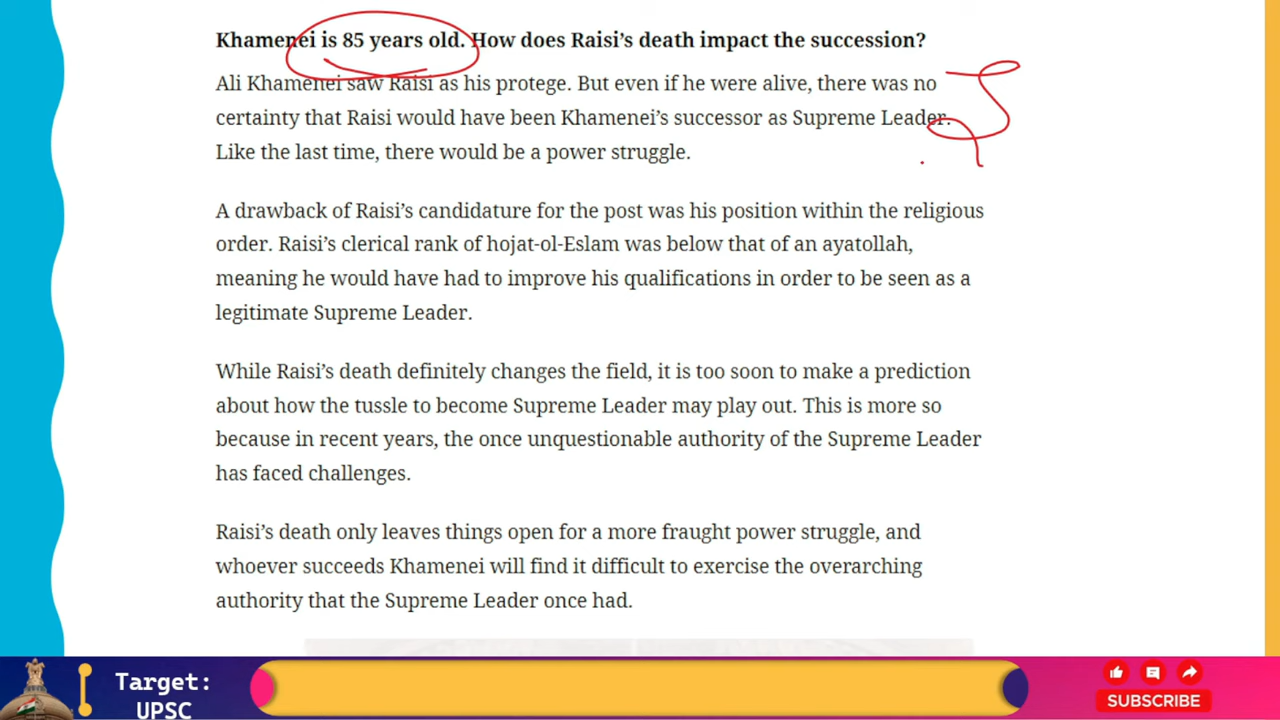 Khamenei is 85 years old. How does Raisi’s death impact the succession?
Ali Khamenei saw Raisi as his protege. But even if he were alive, there was no
certainty that Raisi would have been Khamenei’s successor as Supreme Leader.
Like the last time, there would be a power struggle.
A drawback of Raisi’s candidature for the post was his position within the religious
order. Raisi’s clerical rank of hojat-ol-Eslam was below that of an ayatollah,
meaning he would have had to improve his qualifications in order to be seen as a
legitimate Supreme Leader.
While Raisi’s death definitely changes the field, it is too soon to make a prediction
about how the tussle to become Supreme Leader may play out. This is more so
because in recent years, the once unquestionable authority of the Supreme Leader
has faced challenges.
Raisi’s death only leaves things open for a more fraught power struggle, and
whoever succeeds Khamenei will find it difficult to exercise the overarching
authority that the Supreme Leader once had.
Target:
UPSC
SUBSCRIBE